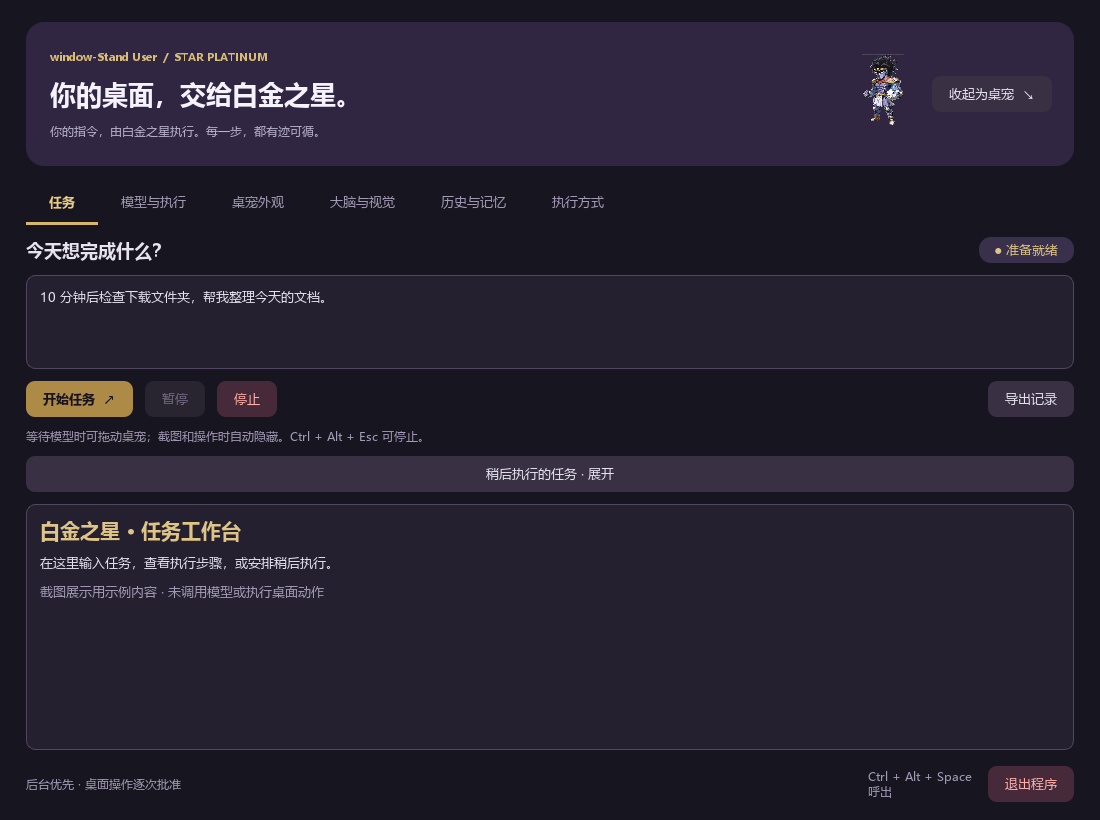 window-Stand User / STAR PLATINUM
你的桌面，交给白金之星。
你的指令，由白金之星执行。每一步，都有迹可循。
收起为桌宠 ↘
任务 模型与执行 桌宠外观 大脑与视觉 历史与记忆 执行方式
今天想完成什么？
● 准备就绪
10 分钟后检查下载文件夹，帮我整理今天的文档。
开始任务 ↗ 暂停 停止 导出记录
等待模型时可拖动桌宠；截图和操作时自动隐藏。Ctrl + Alt + Esc 可停止。
稍后执行的任务 · 展开
白金之星 • 任务工作台
在这里输入任务，查看执行步骤，或安排稍后执行。
截图展示用示例内容 · 未调用模型或执行桌面动作
后台优先 · 桌面操作逐次批准
Ctrl + Alt + Space
呼出
退出程序